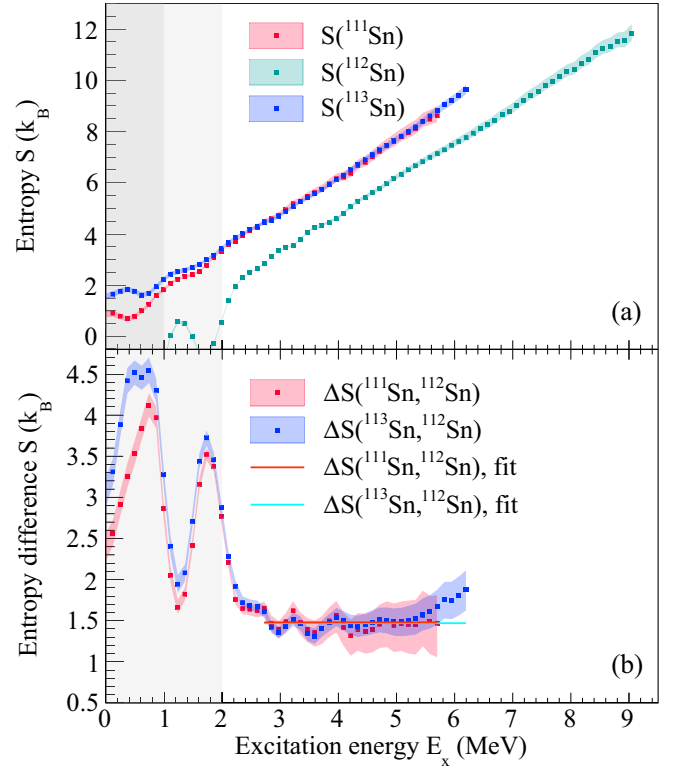 12
10
8
6
4
2
0
Entropy S (k_B)
S(¹¹¹Sn)
S(¹¹²Sn)
S(¹¹³Sn)
(a)
4.5
4
3.5
3
2.5
2
1.5
1
0.5
Entropy difference S (k_B)
ΔS(¹¹¹Sn,¹¹²Sn)
ΔS(¹¹³Sn,¹¹²Sn)
ΔS(¹¹¹Sn,¹¹²Sn), fit
ΔS(¹¹³Sn,¹¹²Sn), fit
(b)
0 1 2 3 4 5 6 7 8 9
Excitation energy E_x (MeV)